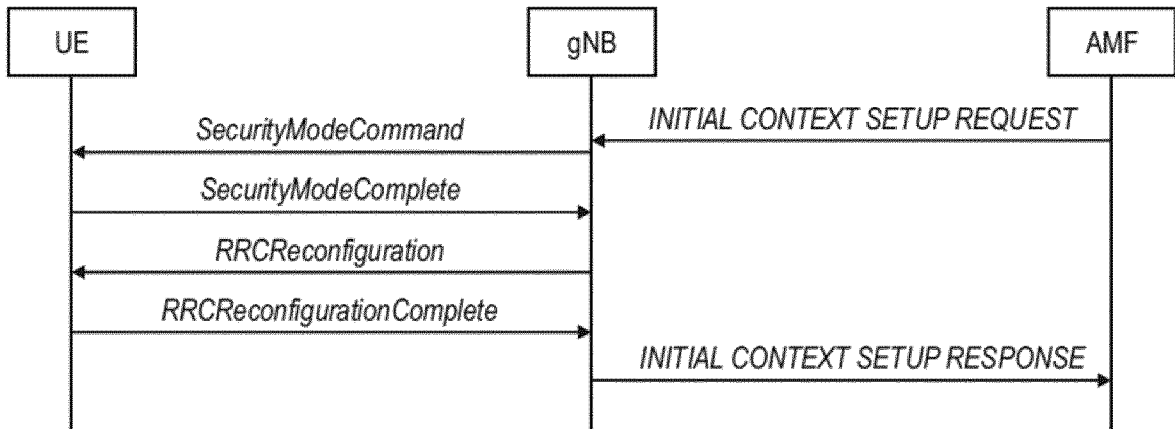 UE
gNB
AMF
INITIAL CONTEXT SETUP REQUEST
SecurityModeCommand
SecurityModeComplete
RRCReconfiguration
RRCReconfigurationComplete
INITIAL CONTEXT SETUP RESPONSE